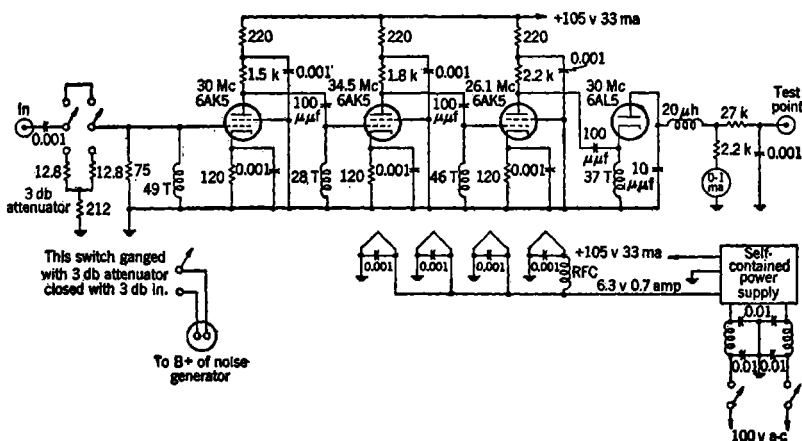 +105 v 33 ma
220
220
220
1.5 k
0.001
1.8 k
0.001
2.2 k
0.001
30 Mc
6AK5
34.5 Mc
6AK5
26.1 Mc
6AK5
30 Mc
6AL5
In
0.001
100
μμf
100
μμf
100
μμf
20 μh
27 k
Test
point
2.2 k
0.001
0-1
ma
10
μμf
12.8
12.8
75
3 db
attenuator
212
49 T
120
0.001
28 T
120
0.001
46 T
120
0.001
37 T
This switch ganged
with 3 db attenuator
closed with 3 db in.
To B+ of noise
generator
0.001
0.001
0.001
0.001
RFC
+105 v 33 ma
6.3 v 0.7 amp
Self-
contained
power
supply
0.01
0.01
0.01
100 v a-c